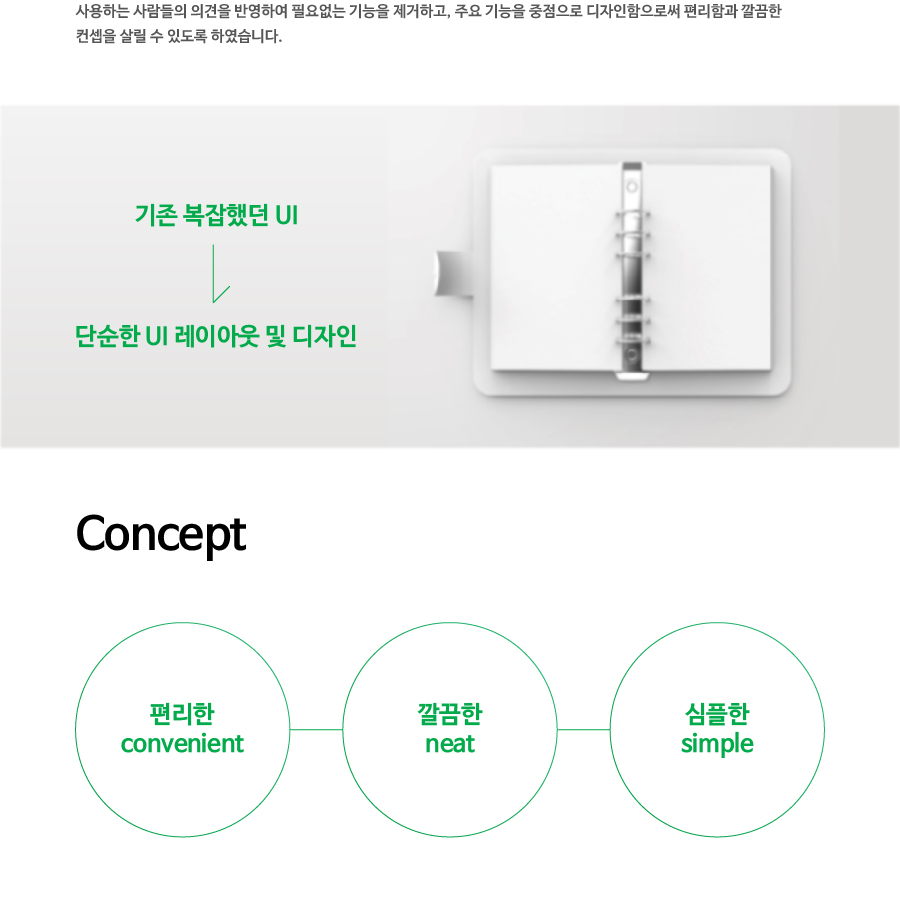 사용하는 사람들의 의견을 반영하여 필요없는 기능을 제거하고, 주요 기능을 중점으로 디자인함으로써 편리함과 깔끔한
컨셉을 살릴 수 있도록 하였습니다.
기존 복잡했던 UI
단순한 UI 레이아웃 및 디자인
Concept
편리한
convenient
깔끔한
neat
심플한
simple